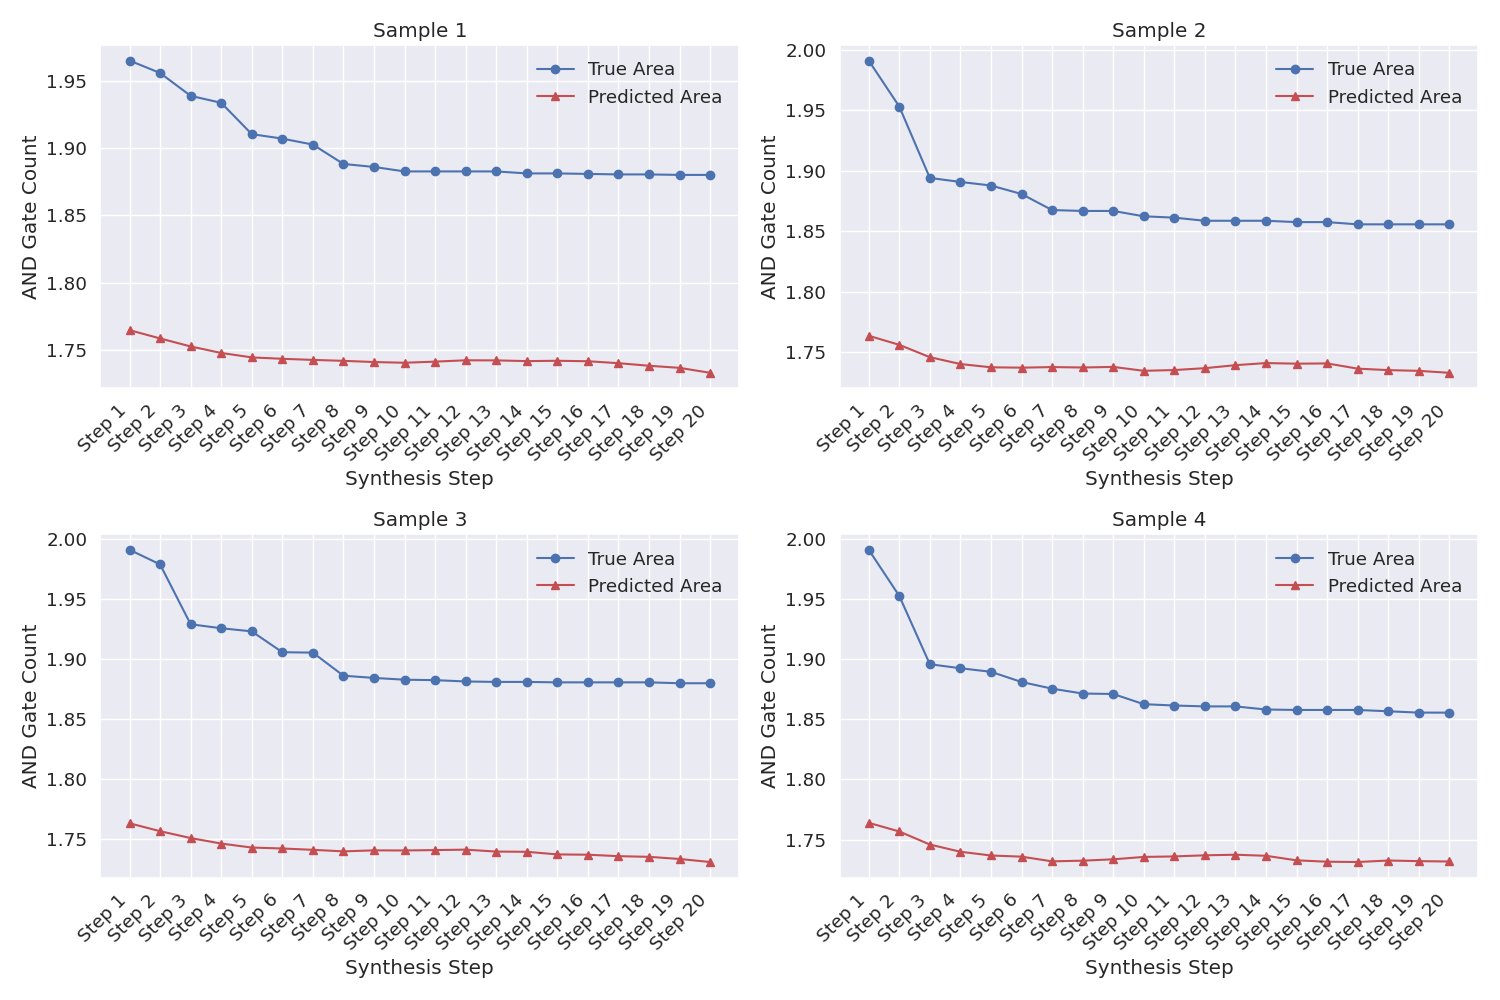 Sample 1
True Area
Predicted Area
AND Gate Count
1.95
1.90
1.85
1.80
1.75
Step 1
Step 2
Step 3
Step 4
Step 5
Step 6
Step 7
Step 8
Step 9
Step 10
Step 11
Step 12
Step 13
Step 14
Step 15
Step 16
Step 17
Step 18
Step 19
Step 20
Synthesis Step
Sample 2
True Area
Predicted Area
AND Gate Count
2.00
1.95
1.90
1.85
1.80
1.75
Step 1
Step 2
Step 3
Step 4
Step 5
Step 6
Step 7
Step 8
Step 9
Step 10
Step 11
Step 12
Step 13
Step 14
Step 15
Step 16
Step 17
Step 18
Step 19
Step 20
Synthesis Step
Sample 3
True Area
Predicted Area
AND Gate Count
2.00
1.95
1.90
1.85
1.80
1.75
Step 1
Step 2
Step 3
Step 4
Step 5
Step 6
Step 7
Step 8
Step 9
Step 10
Step 11
Step 12
Step 13
Step 14
Step 15
Step 16
Step 17
Step 18
Step 19
Step 20
Synthesis Step
Sample 4
True Area
Predicted Area
AND Gate Count
2.00
1.95
1.90
1.85
1.80
1.75
Step 1
Step 2
Step 3
Step 4
Step 5
Step 6
Step 7
Step 8
Step 9
Step 10
Step 11
Step 12
Step 13
Step 14
Step 15
Step 16
Step 17
Step 18
Step 19
Step 20
Synthesis Step